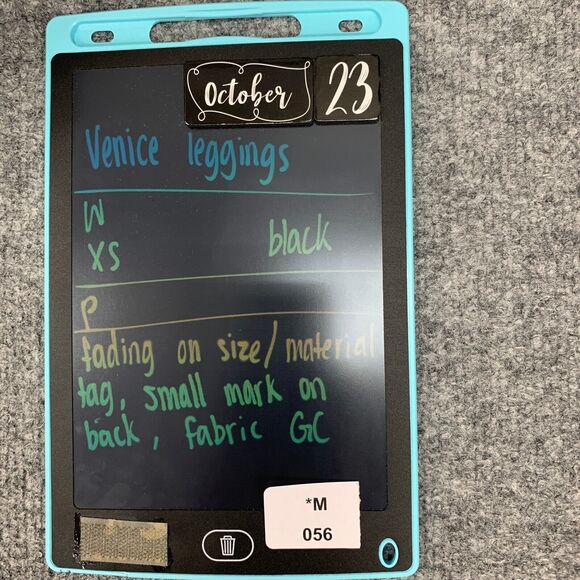 October 23
Venice leggings
W
XS black
P
fading on size/material
tag, small mark on
back, fabric GC
*M
056